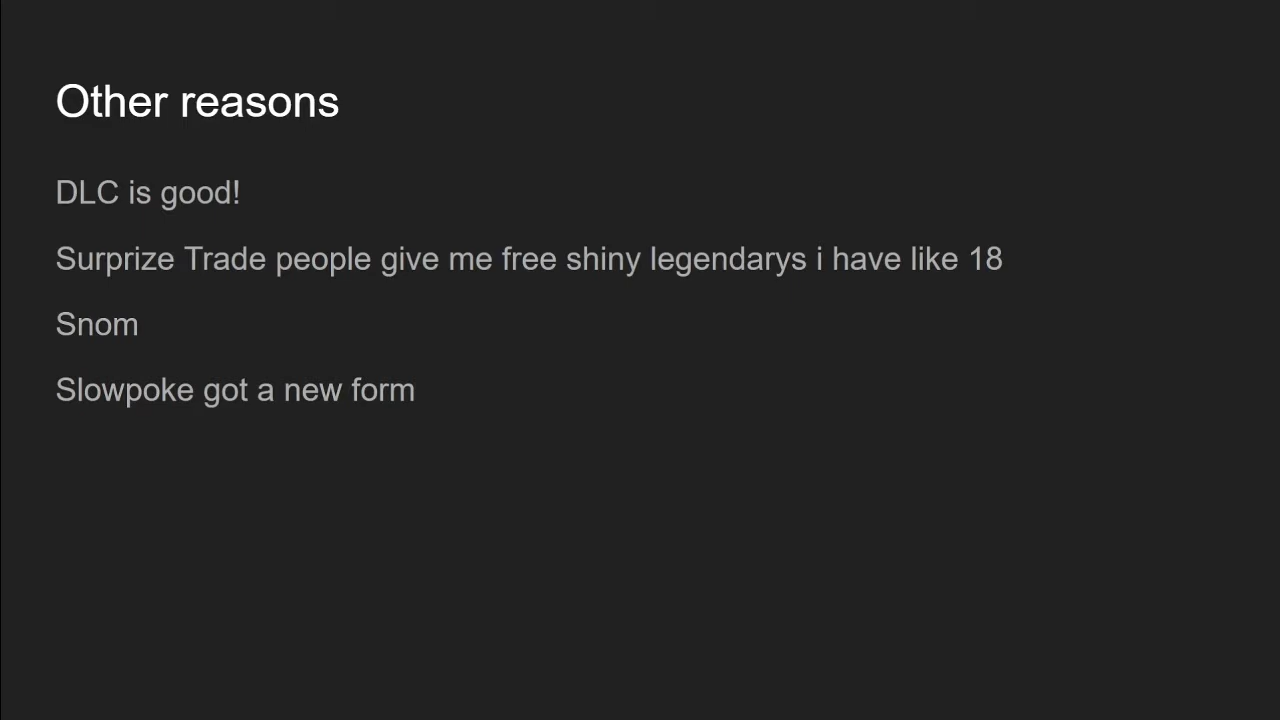 Other reasons
DLC is good!
Surprize Trade people give me free shiny legendarys i have like 18
Snom
Slowpoke got a new form